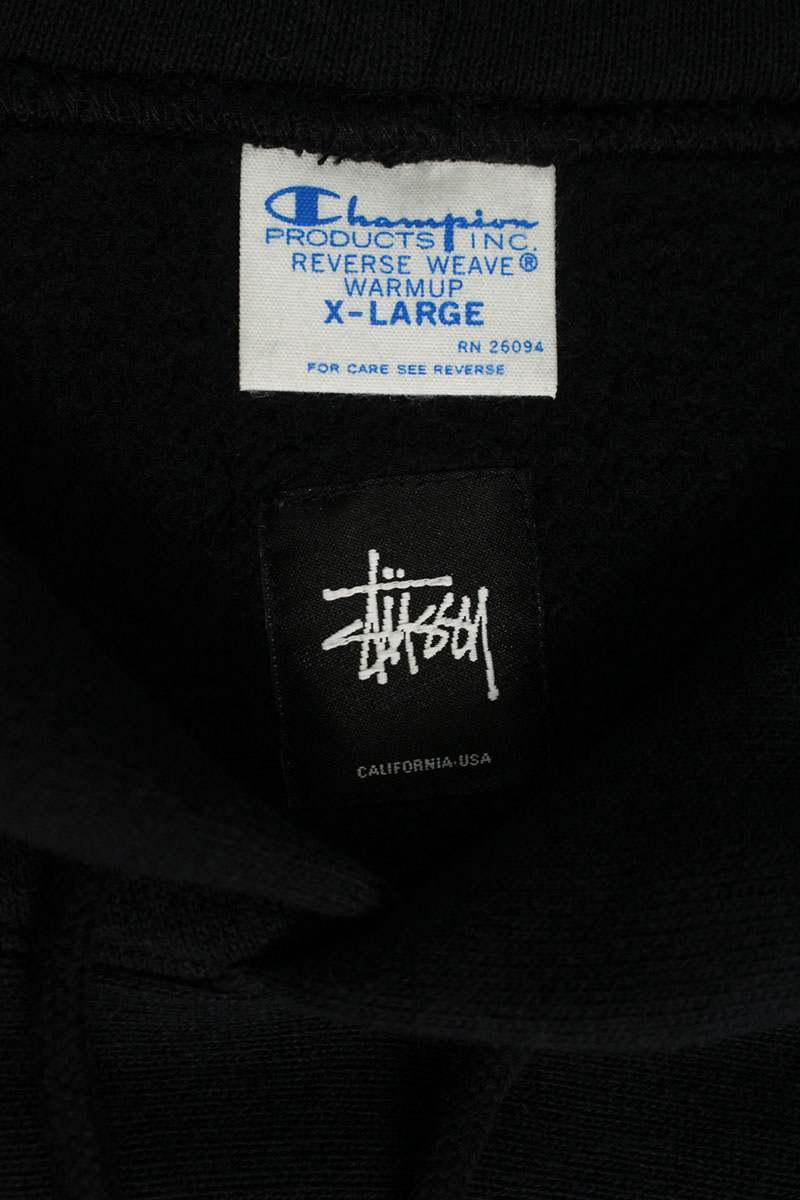 Champion
PRODUCTS INC.
REVERSE WEAVE®
WARMUP
X-LARGE
RN 26094
FOR CARE SEE REVERSE
Stüssy
CALIFORNIA·USA